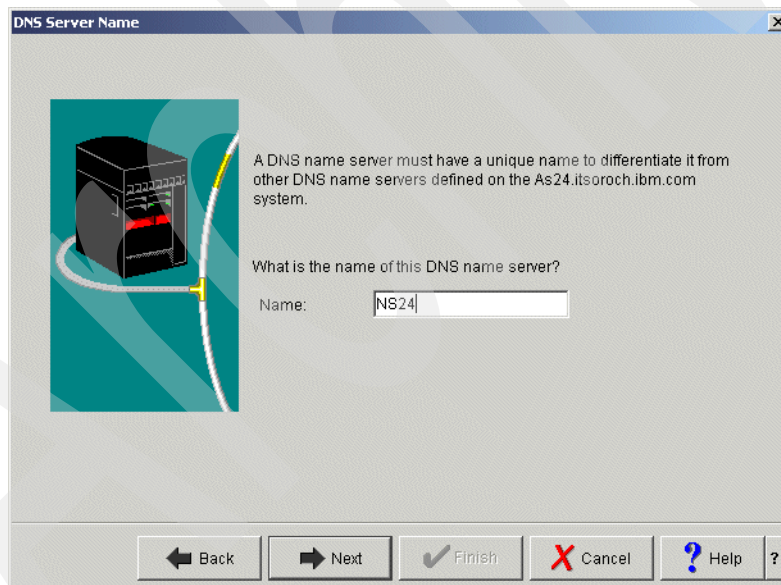 DNS Server Name
A DNS name server must have a unique name to differentiate it from
other DNS name servers defined on the As24.itsoroch.ibm.com
system.
What is the name of this DNS name server?
Name: NS24
Back Next Finish Cancel ? Help ?